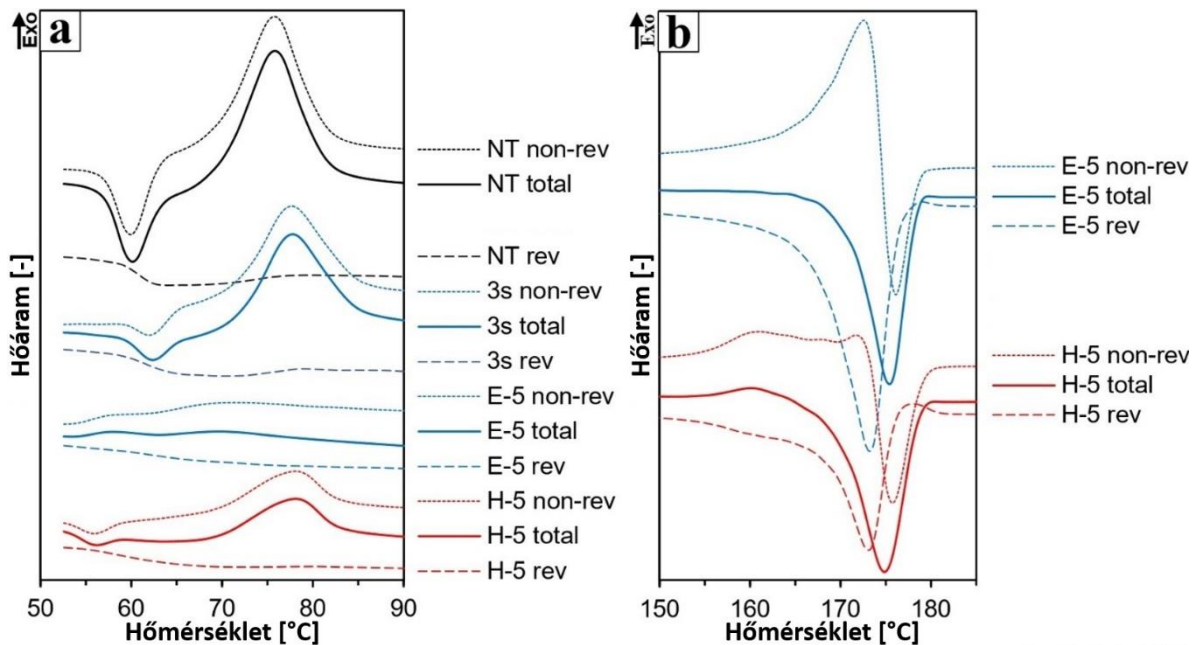 Exo
a
Hőáram [-]
NT non-rev
NT total
NT rev
3s non-rev
3s total
3s rev
E-5 non-rev
E-5 total
E-5 rev
H-5 non-rev
H-5 total
H-5 rev
50 60 70 80 90
Hőmérséklet [°C]
Exo
b
Hőáram [-]
E-5 non-rev
E-5 total
E-5 rev
H-5 non-rev
H-5 total
H-5 rev
150 160 170 180
Hőmérséklet [°C]